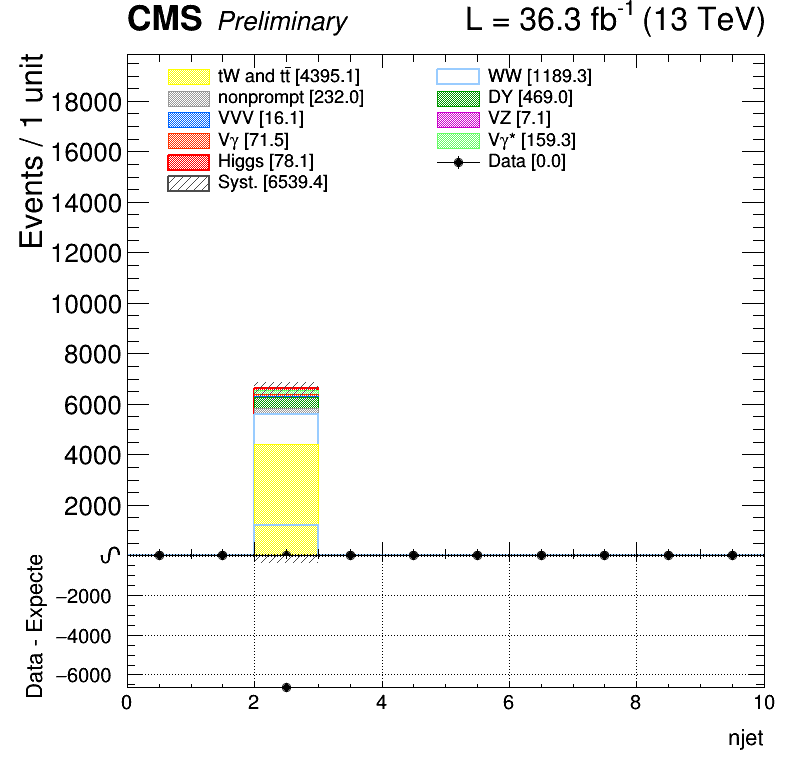 CMS Preliminary L = 36.3 fb⁻¹ (13 TeV)
Events / 1 unit
tW and tt̄ [4395.1]
nonprompt [232.0]
VVV [16.1]
Vγ [71.5]
Higgs [78.1]
Syst. [6539.4]
WW [1189.3]
DY [469.0]
VZ [7.1]
Vγ* [159.3]
Data [0.0]
18000
16000
14000
12000
10000
8000
6000
4000
2000
Data - Expecte
−2000
−4000
−6000
0 2 4 6 8 10
njet